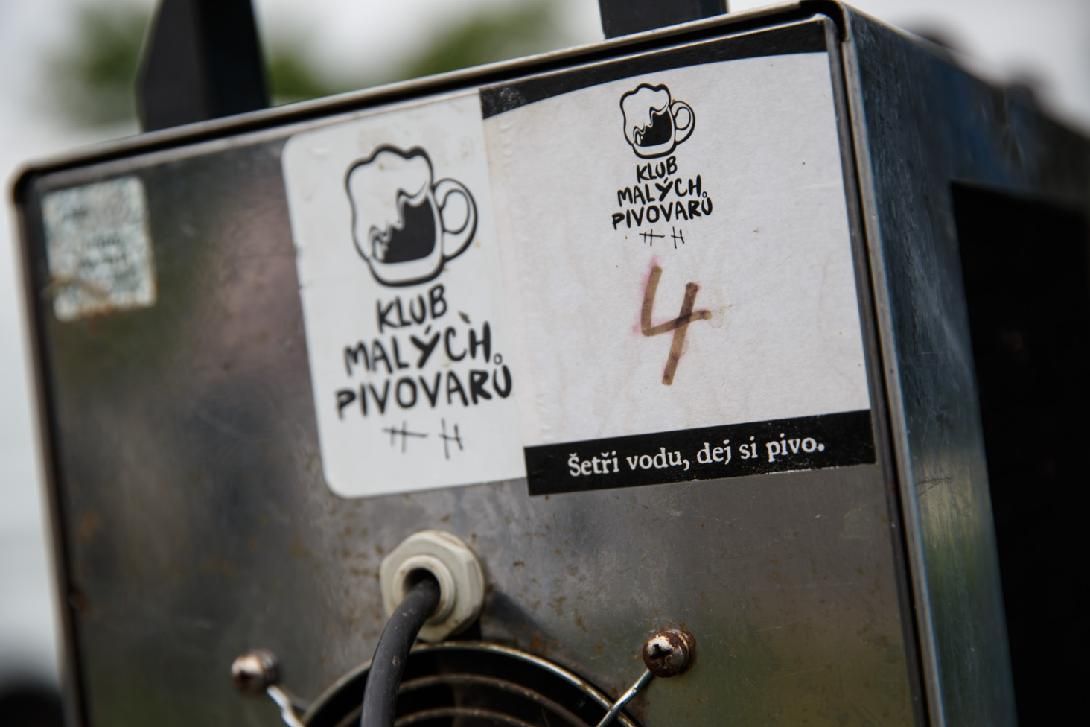 KLUB
MALÝCH
PIVOVARŮ
KLUB
MALÝCH
PIVOVARŮ
4
Šetři vodu, dej si pivo.